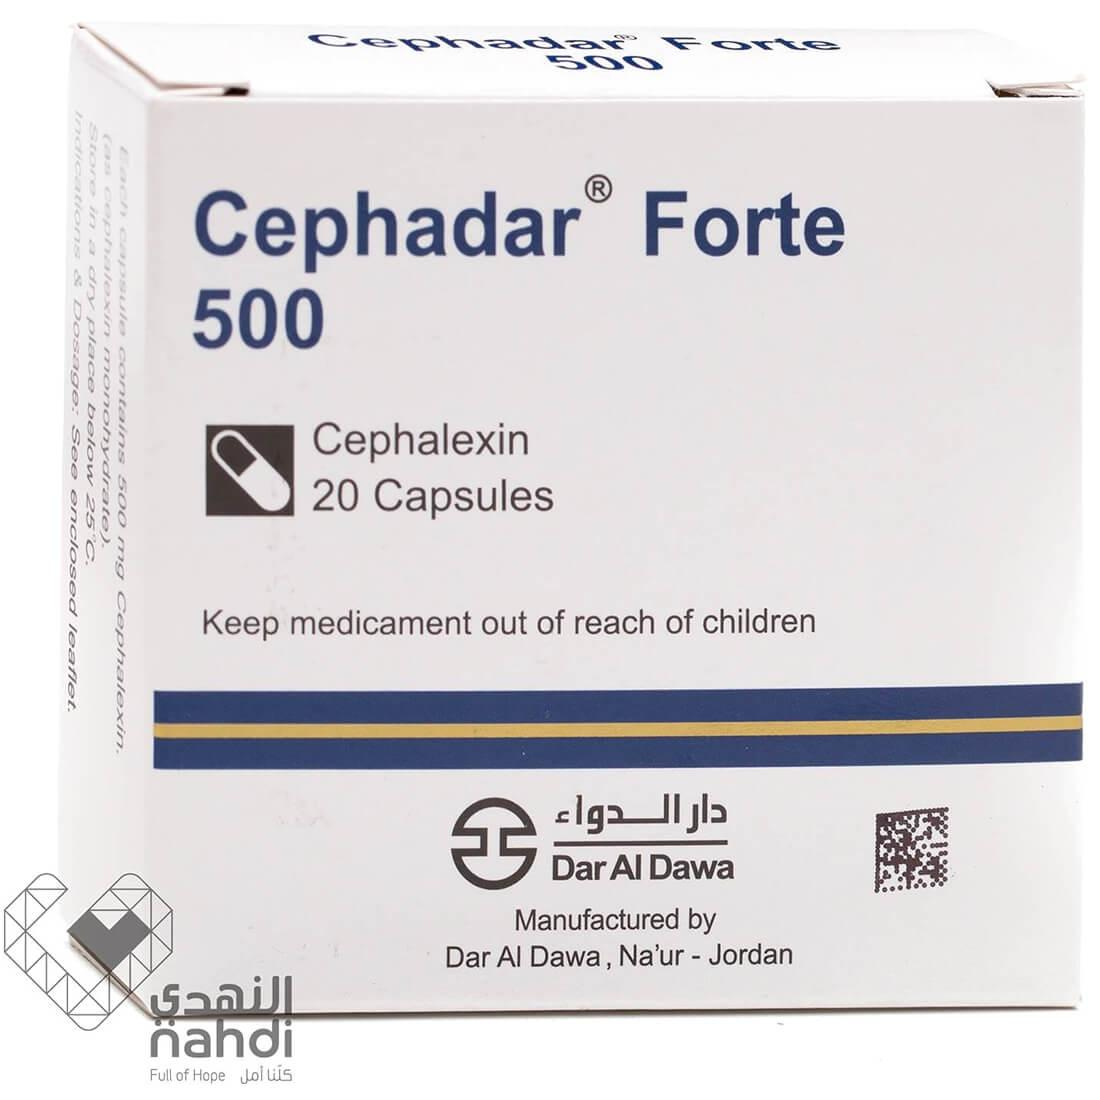 Cephadar® Forte
500
Cephadar® Forte
500
Cephalexin
20 Capsules
Keep medicament out of reach of children
دار الدواء
Dar Al Dawa
Manufactured by
Dar Al Dawa, Na'ur - Jordan
Each capsule contains 500 mg Cephalexin.
(as cephalexin monohydrate).
Store in a dry place below 25°C.
Indications & Dosage: See enclosed leaflet.
النهدي
nahdi
Full of Hope كلنا أمل